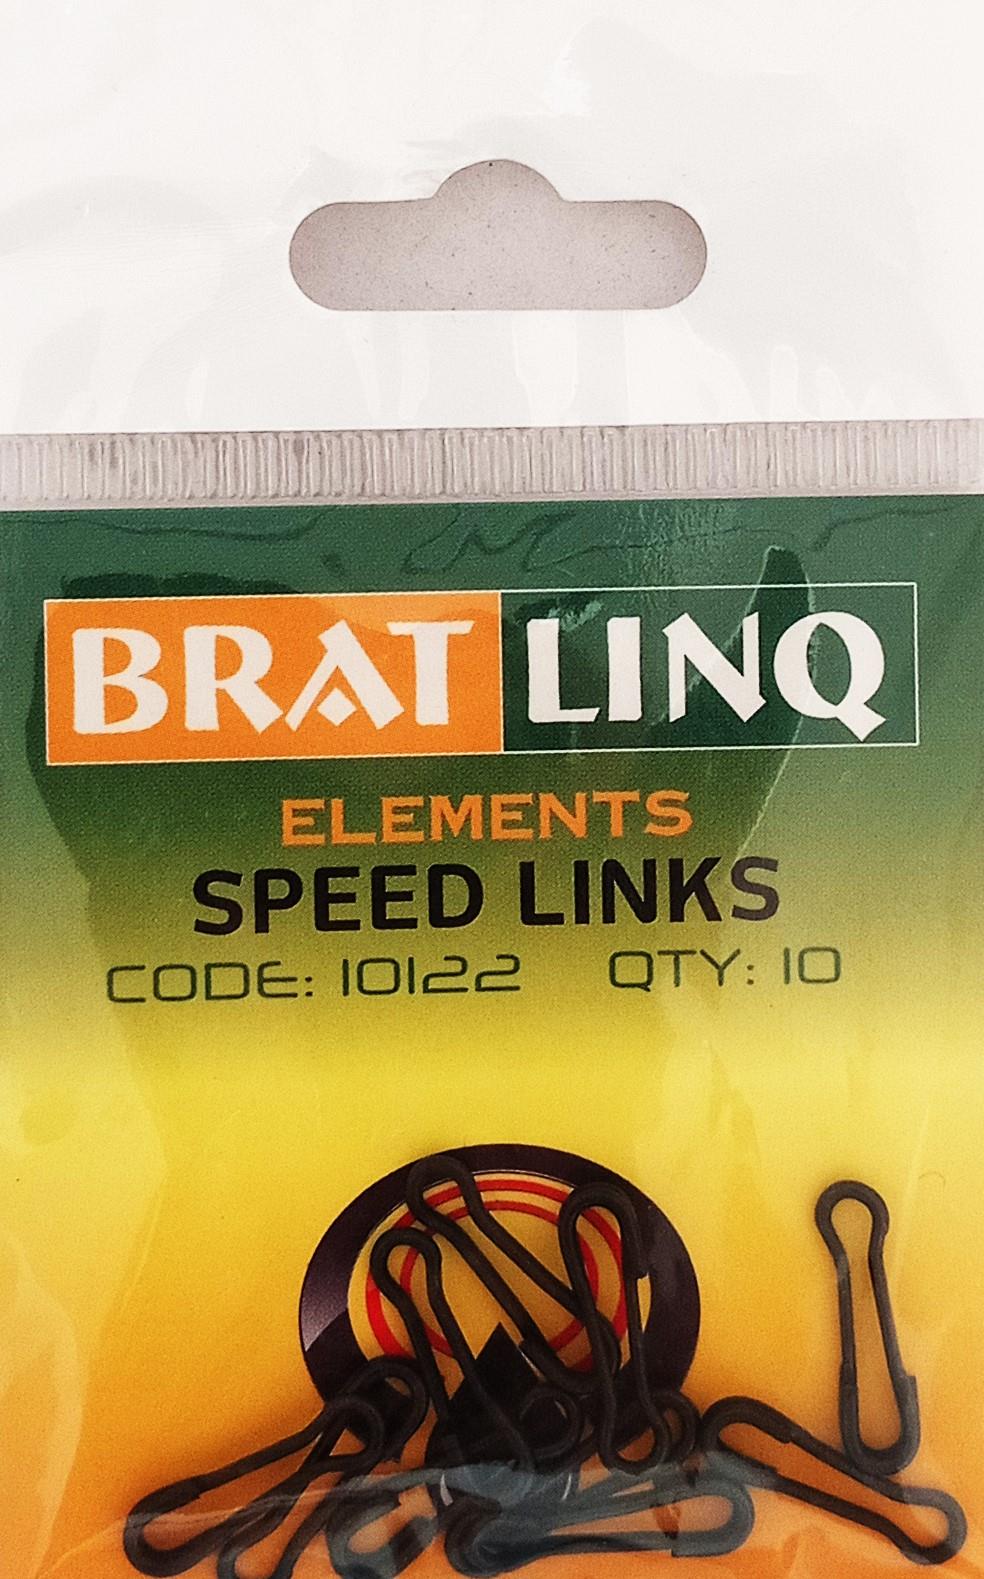 BRAT LINQ
ELEMENTS
SPEED LINKS
CODE: 10122 QTY: 10